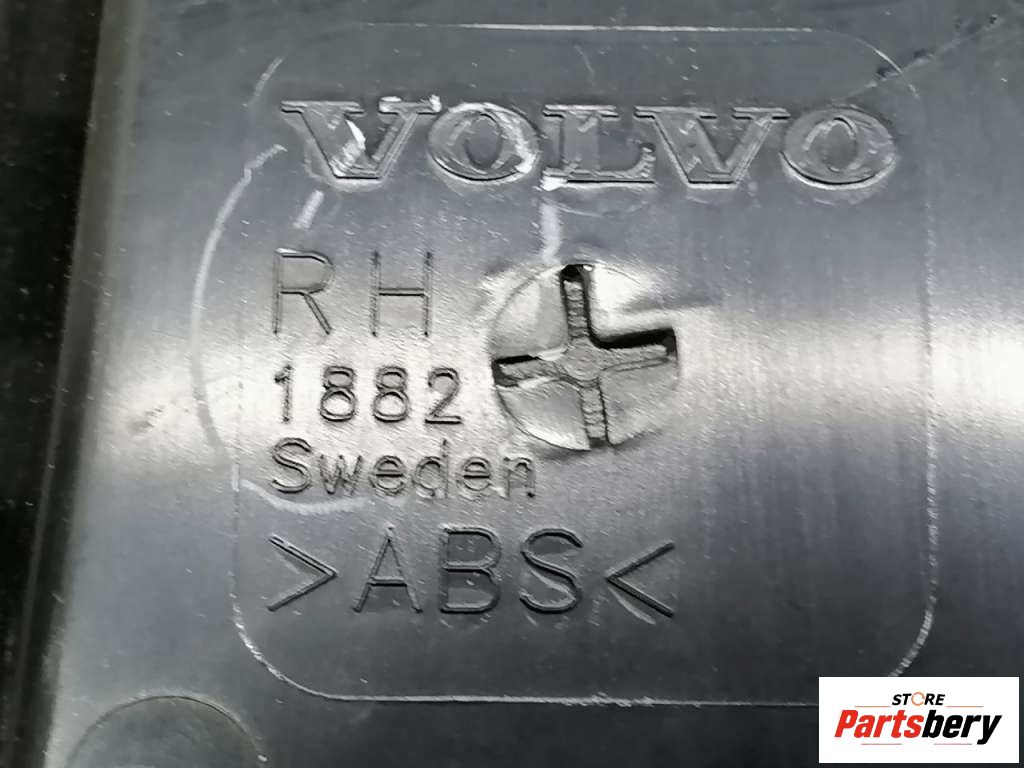 VOLVO
RH
1882
Sweden
>ABS<
STORE
Partsbery